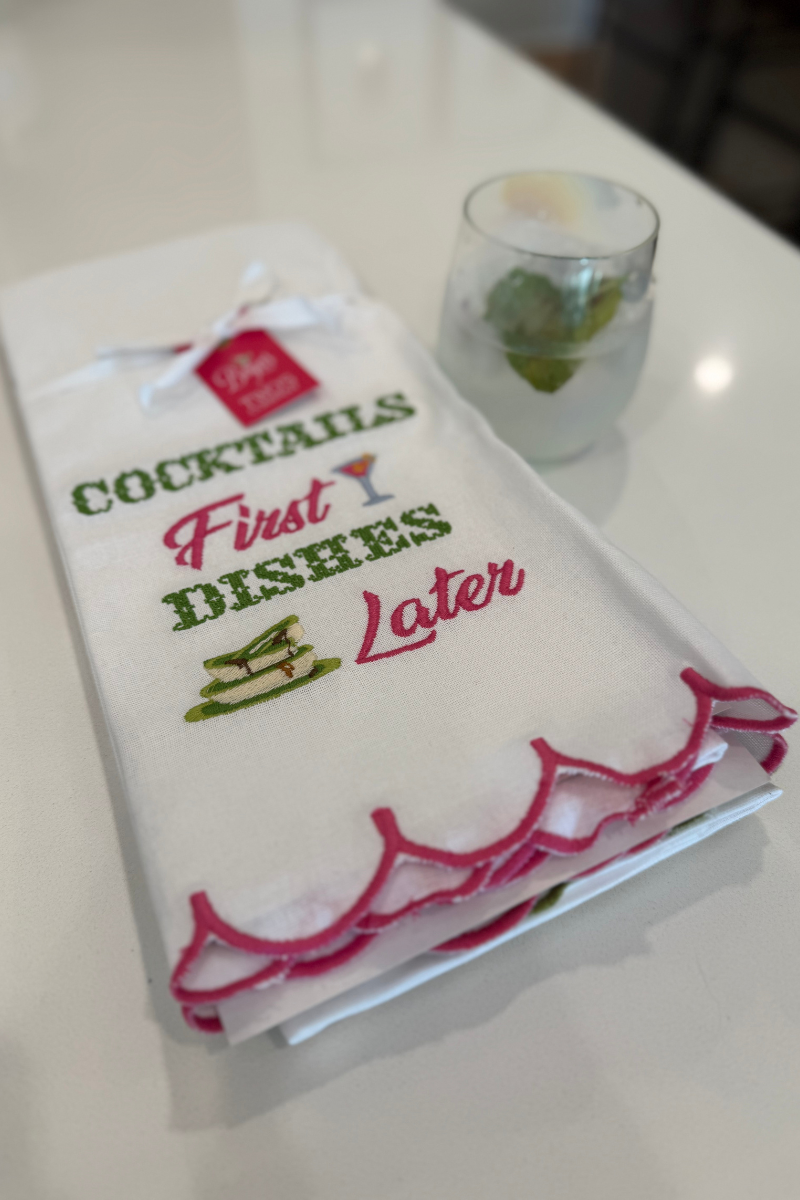 COCKTAILS
First
DISHES
Later